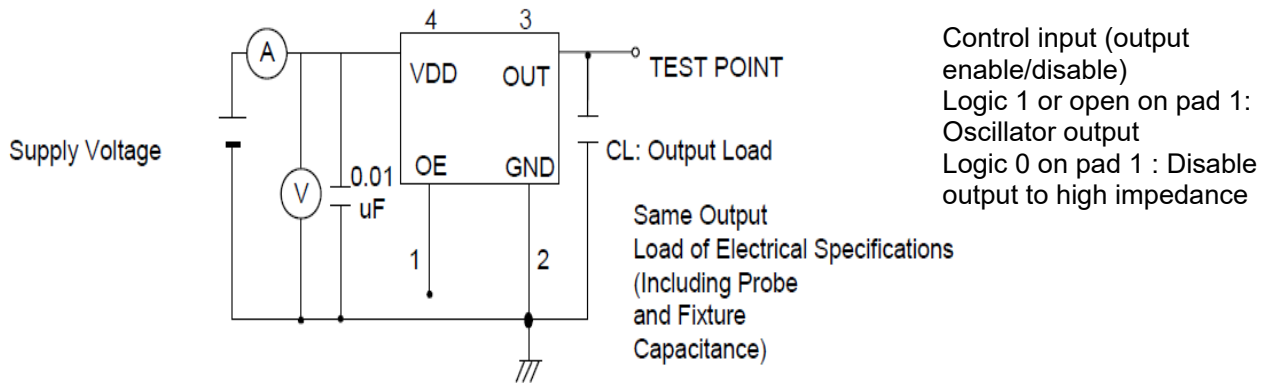 4
3
A
VDD
OUT
TEST POINT
Supply Voltage
V
0.01
uF
OE
GND
CL: Output Load
1
2
Same Output
Load of Electrical Specifications
(Including Probe
and Fixture
Capacitance)
Control input (output
enable/disable)
Logic 1 or open on pad 1:
Oscillator output
Logic 0 on pad 1 : Disable
output to high impedance